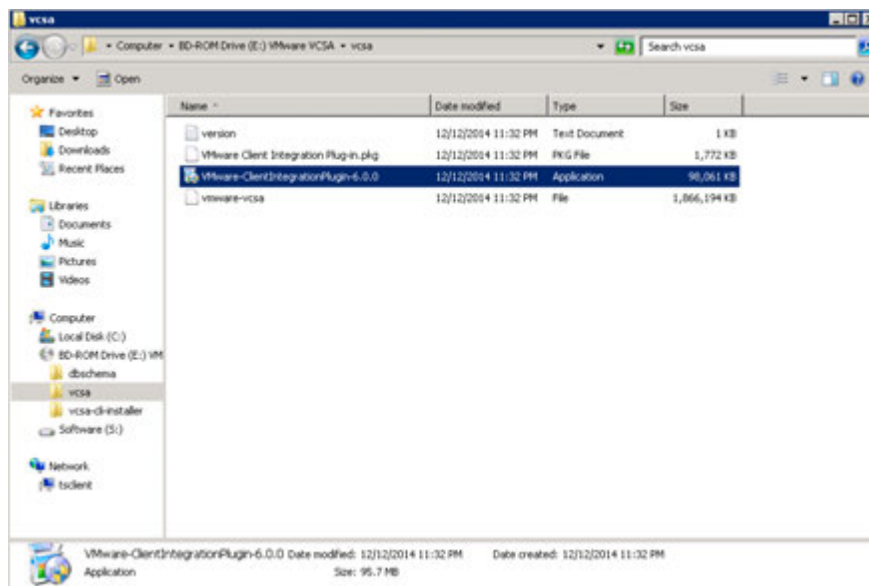 vcsa
Computer BD-ROM Drive (E:) VMware VCSA vcsa
Search vcsa
Organize Open
Name Date modified Type Size
Favorites
Desktop
Downloads
Recent Places
Libraries
Documents
Music
Pictures
Videos
Computer
Local Disk (C:)
BD-ROM Drive (E:) VM
dbschema
vcsa
vcsa-cli-installer
Software (S:)
Network
tsclient
version 12/12/2014 11:32 PM Text Document 1 KB
VMware Client Integration Plug-in.pkg 12/12/2014 11:32 PM PKG File 1,772 KB
VMware-ClientIntegrationPlugin-6.0.0 12/12/2014 11:32 PM Application 98,061 KB
vmware-vcsa 12/12/2014 11:32 PM File 1,866,194 KB
VMware-ClientIntegrationPlugin-6.0.0 Date modified: 12/12/2014 11:32 PM Date created: 12/12/2014 11:32 PM
Application Size: 95.7 MB